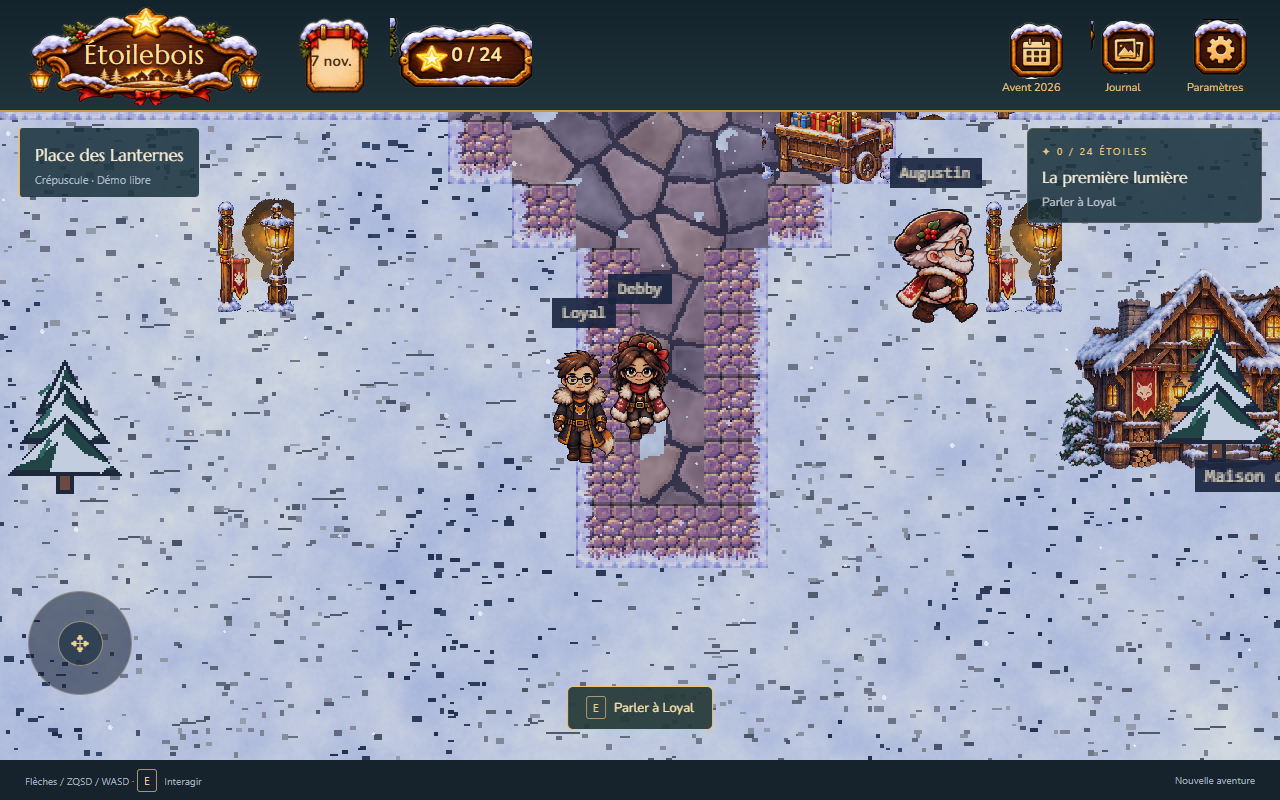 Étoilebois
7 nov.
0 / 24
Avent 2026
Journal
Paramètres
Place des Lanternes
Crépuscule · Démo libre
✦ 0 / 24 ÉTOILES
La première lumière
Parler à Loyal
Augustin
Debby
Loyal
Maison
E Parler à Loyal
Flèches / ZQSD / WASD · E Interagir
Nouvelle aventure